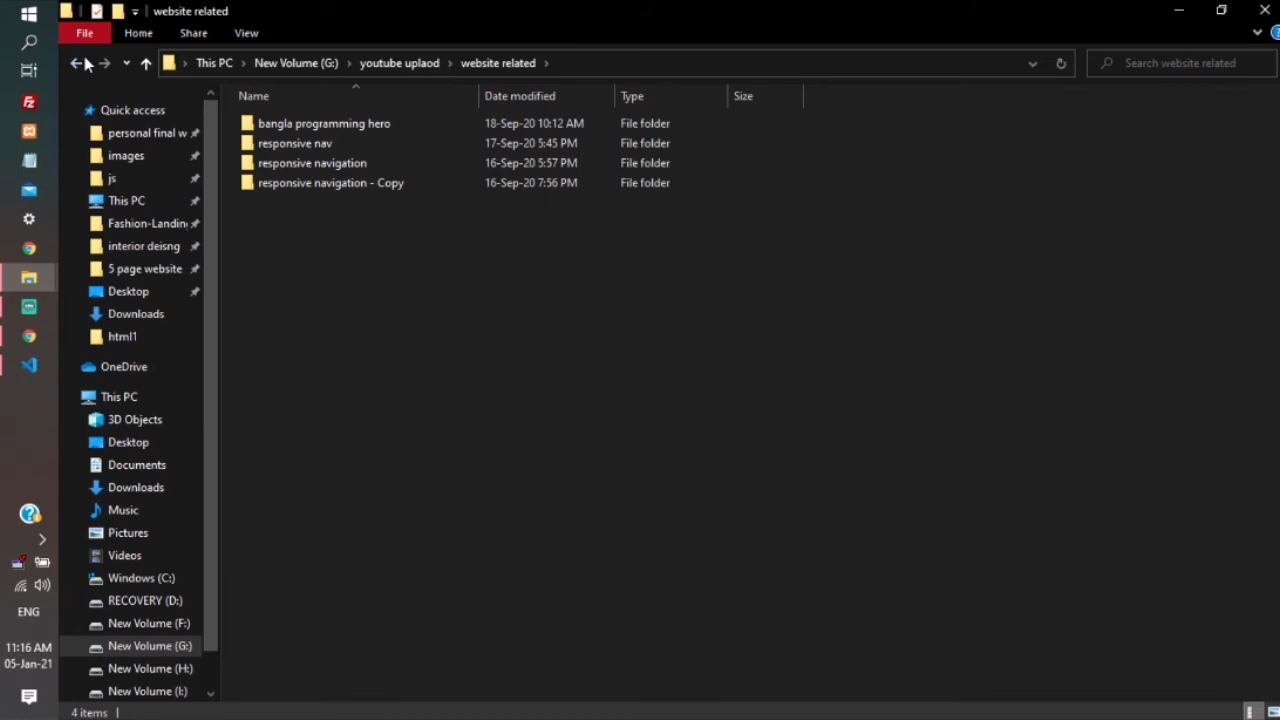 website related
File Home Share View
This PC New Volume (G:) youtube uplaod website related
Search website related
Name Date modified Type Size
bangla programming hero 18-Sep-20 10:12 AM File folder
responsive nav 17-Sep-20 5:45 PM File folder
responsive navigation 16-Sep-20 5:57 PM File folder
responsive navigation - Copy 16-Sep-20 7:56 PM File folder
Quick access
personal final w
images
js
This PC
Fashion-Landin
interior deisng
5 page website
Desktop
Downloads
html1
OneDrive
This PC
3D Objects
Desktop
Documents
Downloads
Music
Pictures
Videos
Windows (C:)
RECOVERY (D:)
New Volume (F:)
New Volume (G:)
New Volume (H:)
New Volume (I:)
ENG
11:16 AM
05-Jan-21
4 items